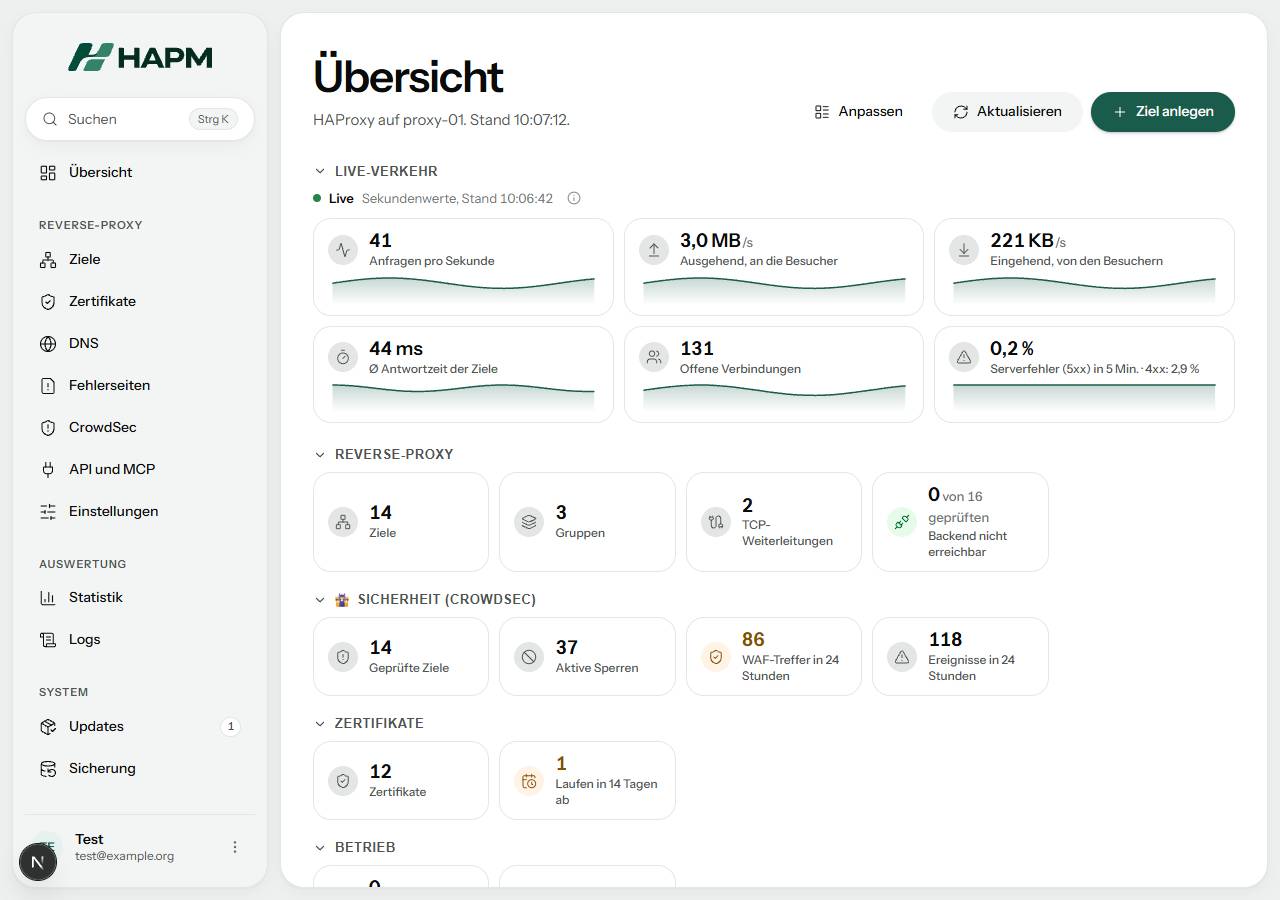 HAPM
Suchen
Strg K
Übersicht
REVERSE-PROXY
Ziele
Zertifikate
DNS
Fehlerseiten
CrowdSec
API und MCP
Einstellungen
AUSWERTUNG
Statistik
Logs
SYSTEM
Updates
1
Sicherung
Test
test@example.org
N
Übersicht
HAProxy auf proxy-01. Stand 10:07:12.
Anpassen
Aktualisieren
Ziel anlegen
LIVE-VERKEHR
Live Sekundenwerte, Stand 10:06:42
41
Anfragen pro Sekunde
3,0 MB/s
Ausgehend, an die Besucher
221 KB/s
Eingehend, von den Besuchern
44 ms
Ø Antwortzeit der Ziele
131
Offene Verbindungen
0,2 %
Serverfehler (5xx) in 5 Min. · 4xx: 2,9 %
REVERSE-PROXY
14
Ziele
3
Gruppen
2
TCP-
Weiterleitungen
0 von 16
geprüften
Backend nicht
erreichbar
SICHERHEIT (CROWDSEC)
14
Geprüfte Ziele
37
Aktive Sperren
86
WAF-Treffer in 24
Stunden
118
Ereignisse in 24
Stunden
ZERTIFIKATE
12
Zertifikate
1
Laufen in 14 Tagen
ab
BETRIEB